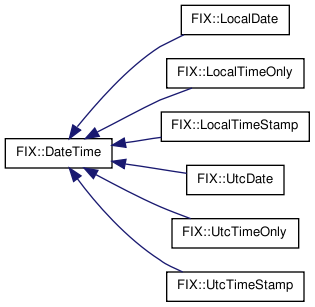 FIX::LocalDate
FIX::LocalTimeOnly
FIX::LocalTimeStamp
FIX::DateTime
FIX::UtcDate
FIX::UtcTimeOnly
FIX::UtcTimeStamp